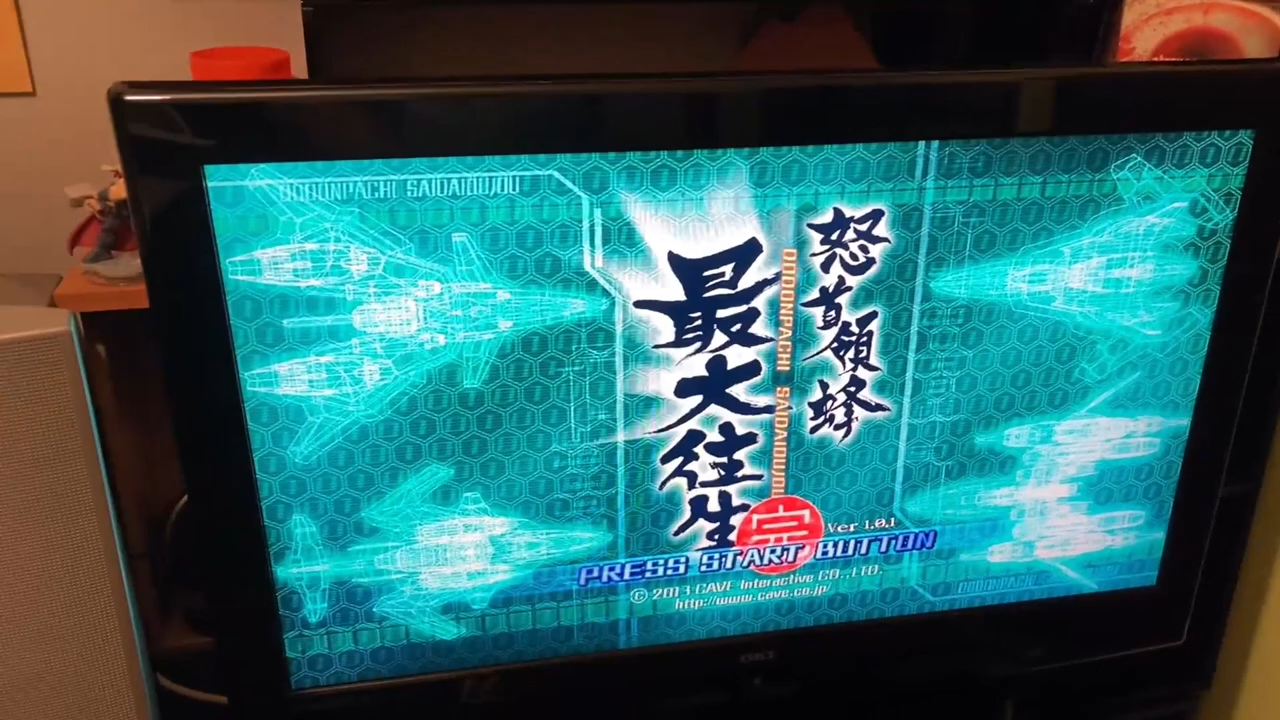 DODONPACHI SAIDAIOUJOU
怒首領蜂
DODONPACHI SAIDAIOUJOU
最大往生
完
Ver 1.0.1
PRESS START BUTTON
© 2013 CAVE Interactive CO.,LTD.
http://www.cave.co.jp/
DODONPACHI